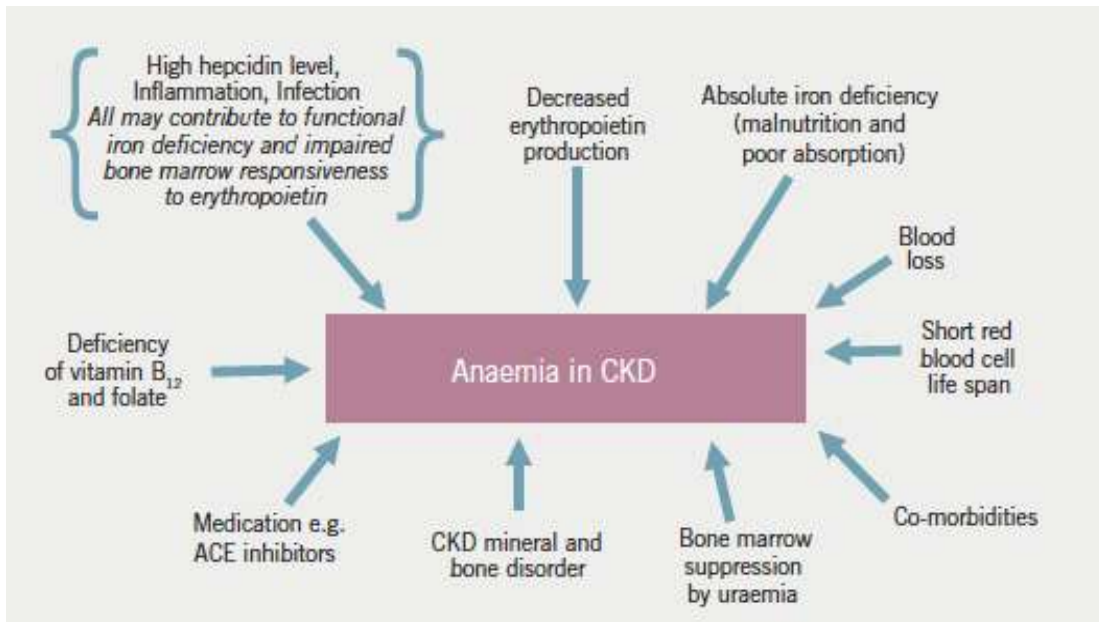 High hepcidin level,
Inflammation, Infection
All may contribute to functional
iron deficiency and impaired
bone marrow responsiveness
to erythropoietin
Decreased
erythropoietin
production
Absolute iron deficiency
(malnutrition and
poor absorption)
Blood
loss
Deficiency
of vitamin B₁₂
and folate
Anaemia in CKD
Short red
blood cell
life span
Medication e.g.
ACE inhibitors
CKD mineral and
bone disorder
Bone marrow
suppression
by uraemia
Co-morbidities